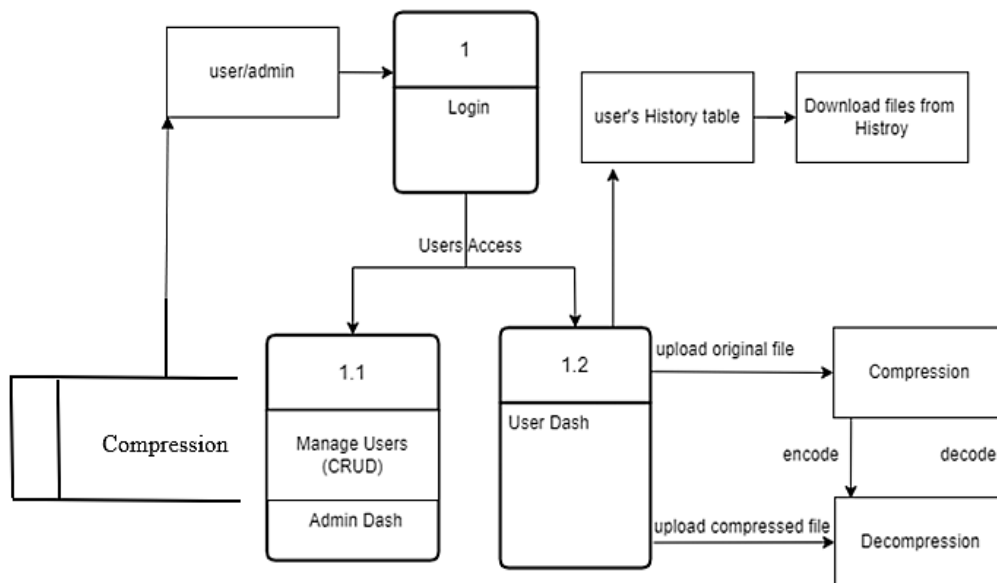 user/admin
1
Login
user's History table
Download files from
Histroy
Users Access
1.1
Manage Users
(CRUD)
Admin Dash
1.2
User Dash
upload original file
Compression
encode
decode
upload compressed file
Decompression
Compression